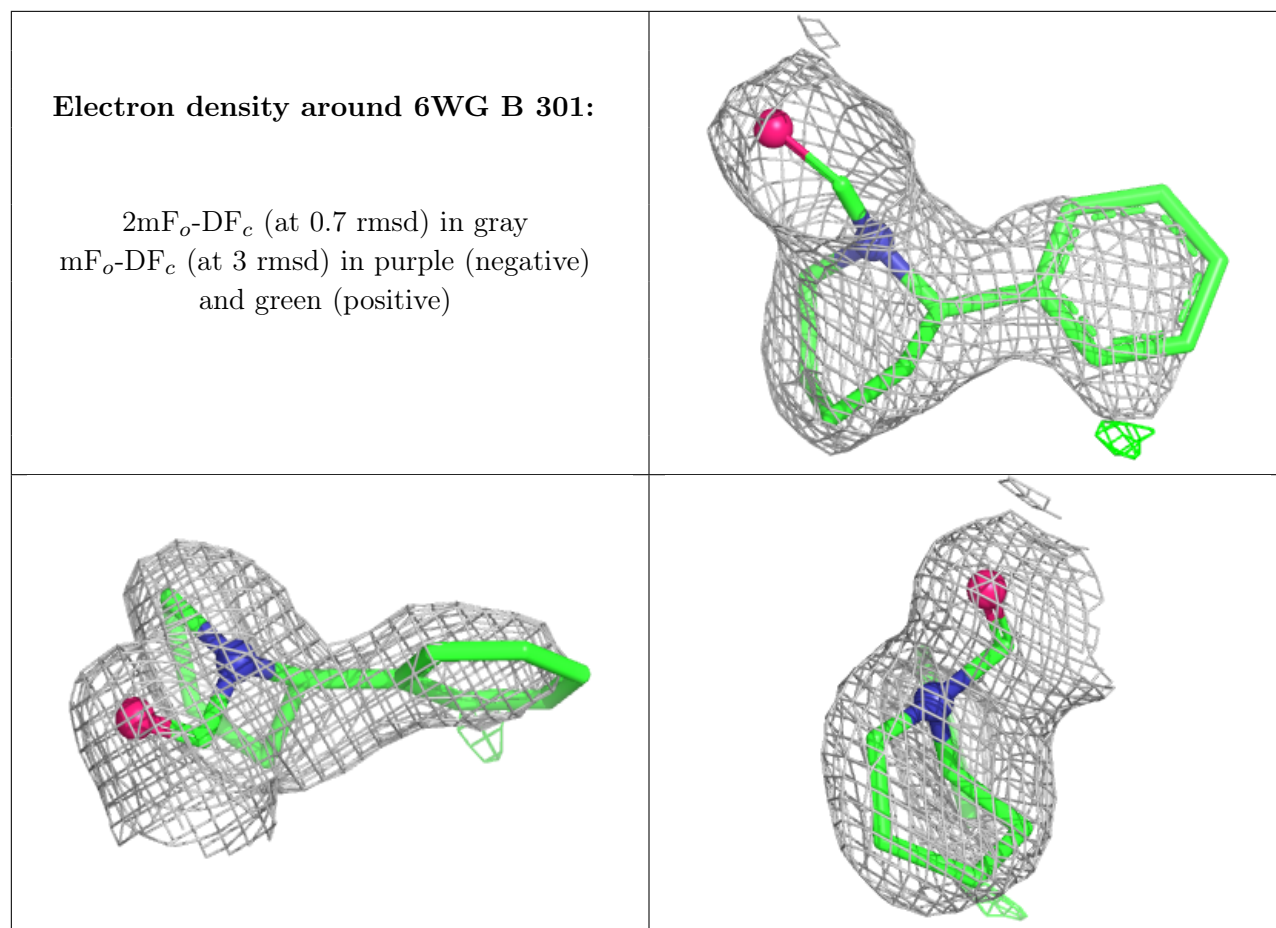 Electron density around 6WG B 301:
2mFo-DFc (at 0.7 rmsd) in gray
mFo-DFc (at 3 rmsd) in purple (negative)
and green (positive)